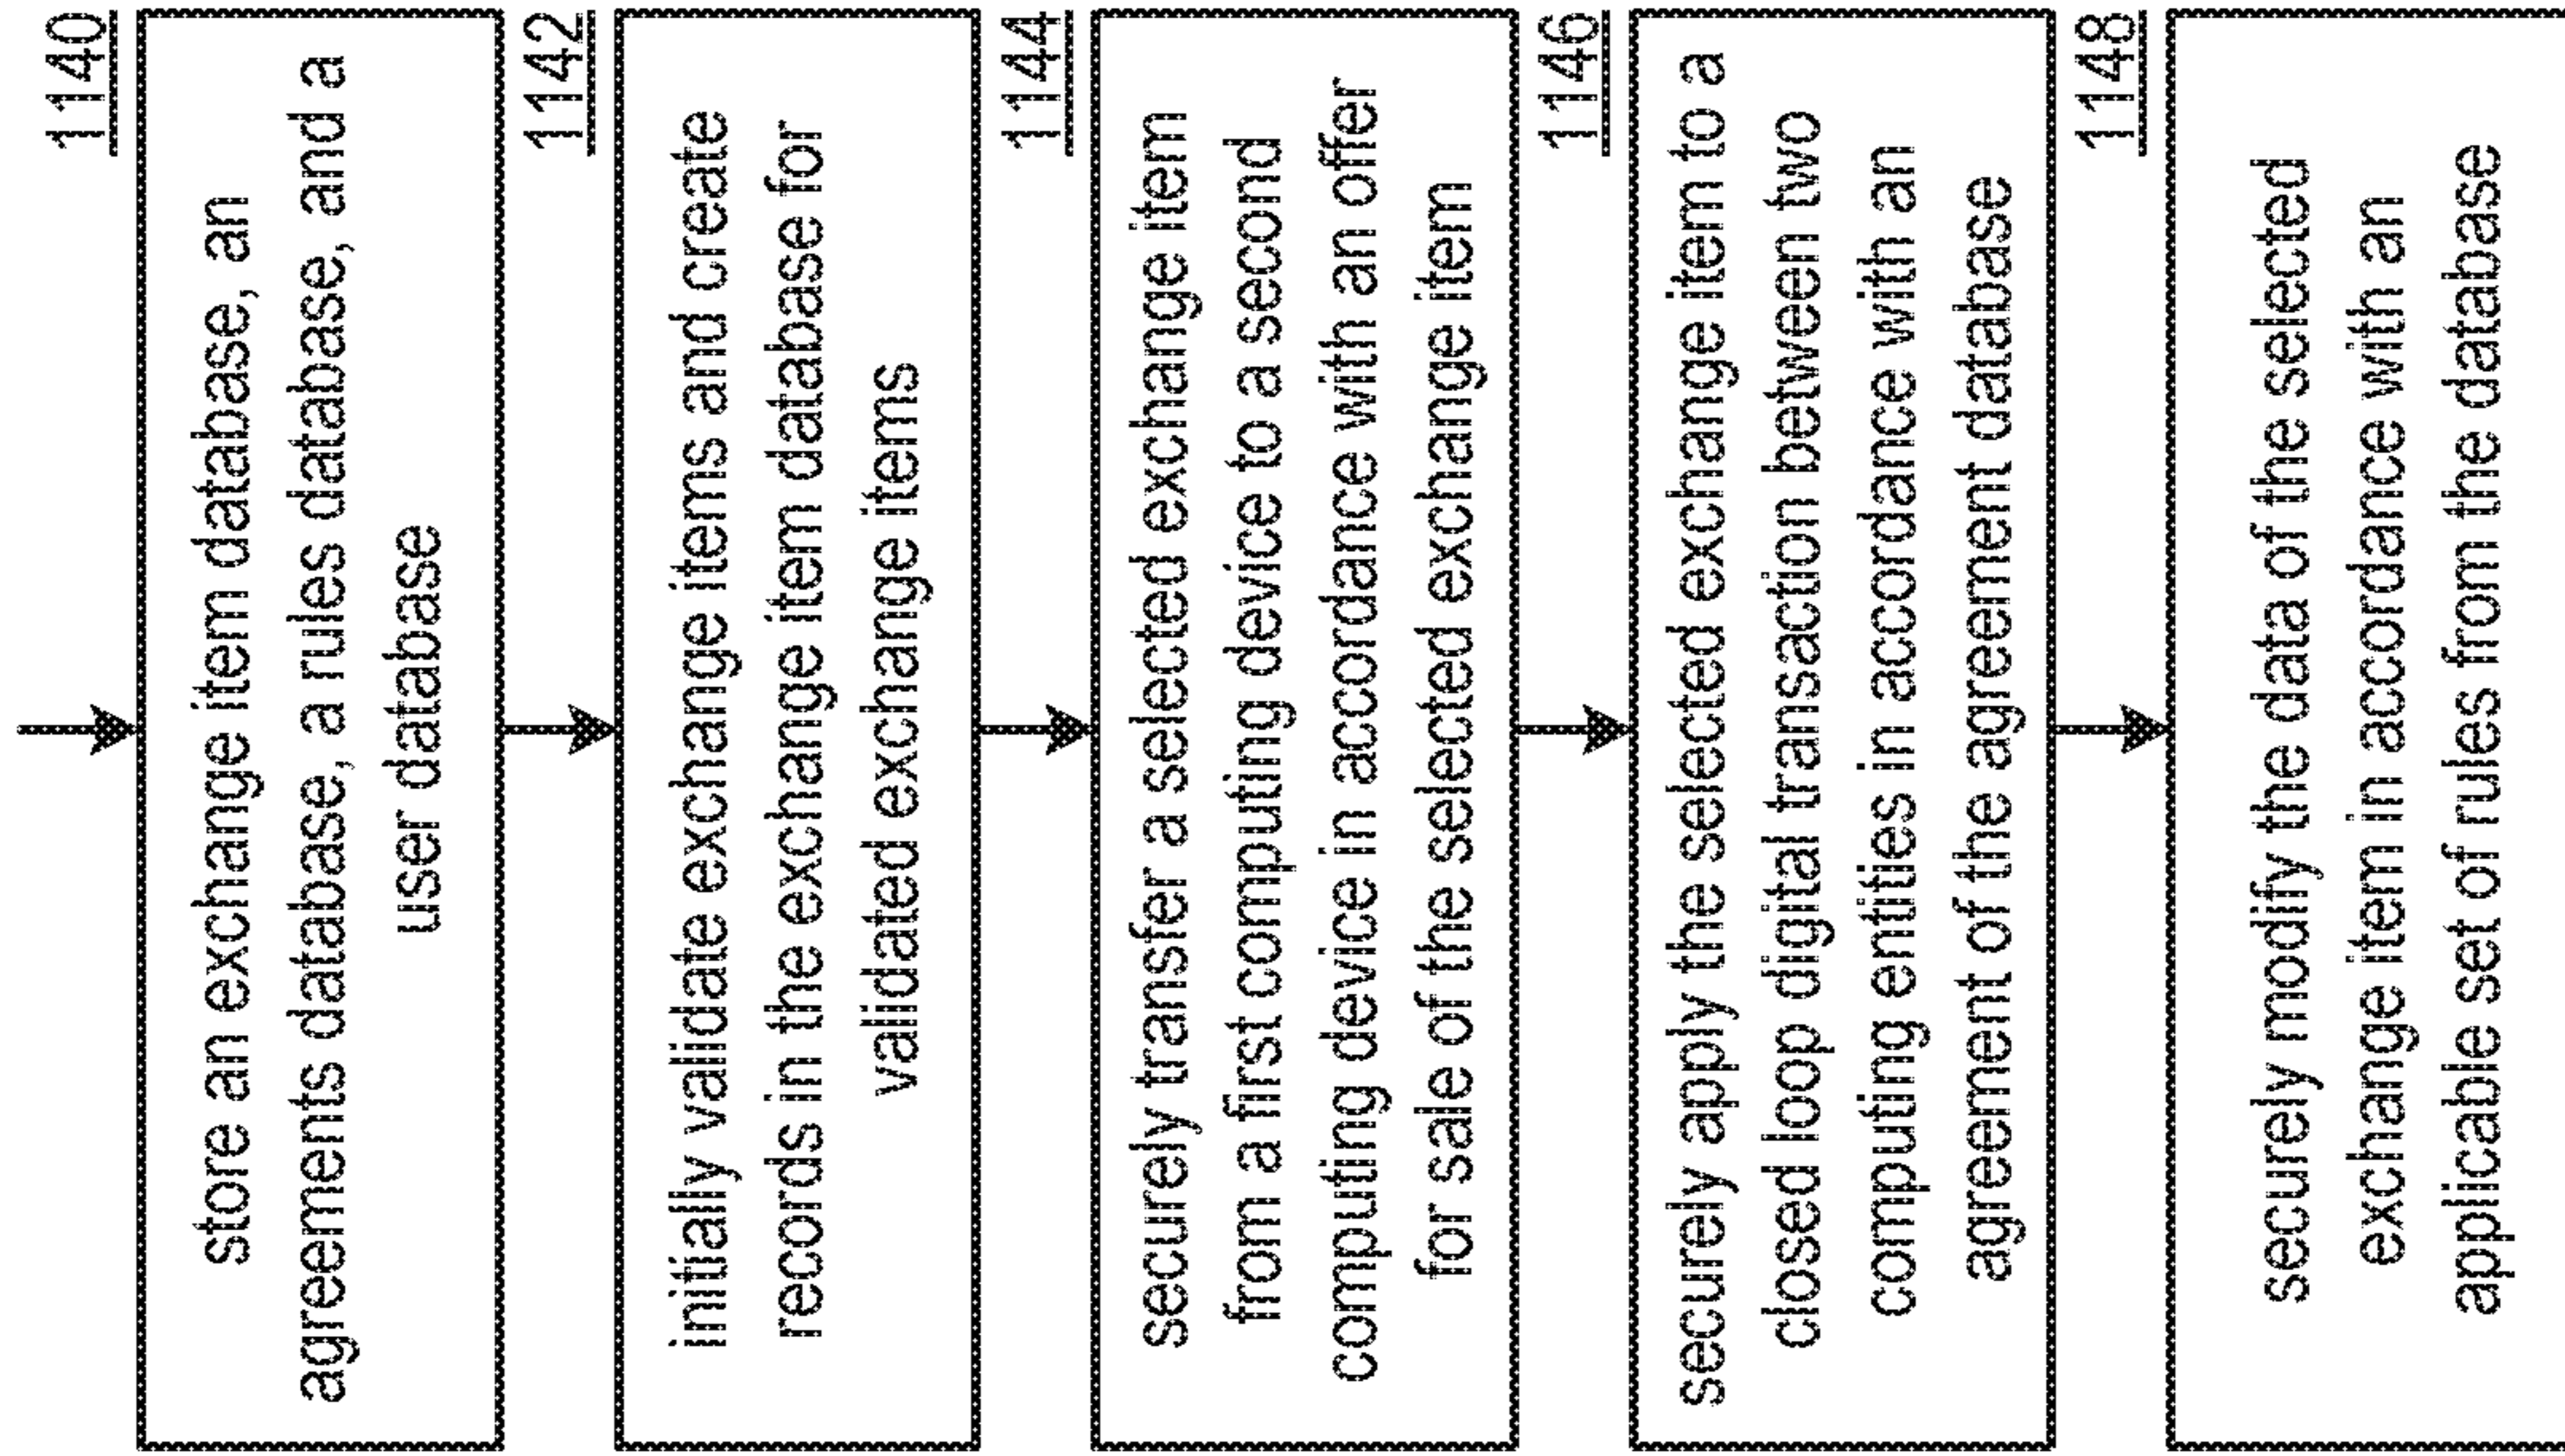 1140
store an exchange item database, an
agreements database, a rules database, and a
user database
1142
initially validate exchange items and create
records in the exchange item database for
validated exchange items
1144
securely transfer a selected exchange item
from a first computing device to a second
computing device in accordance with an offer
for sale of the selected exchange item
1146
securely apply the selected exchange item to a
closed loop digital transaction between two
computing entities in accordance with an
agreement of the agreement database
1148
securely modify the data of the selected
exchange item in accordance with an
applicable set of rules from the database